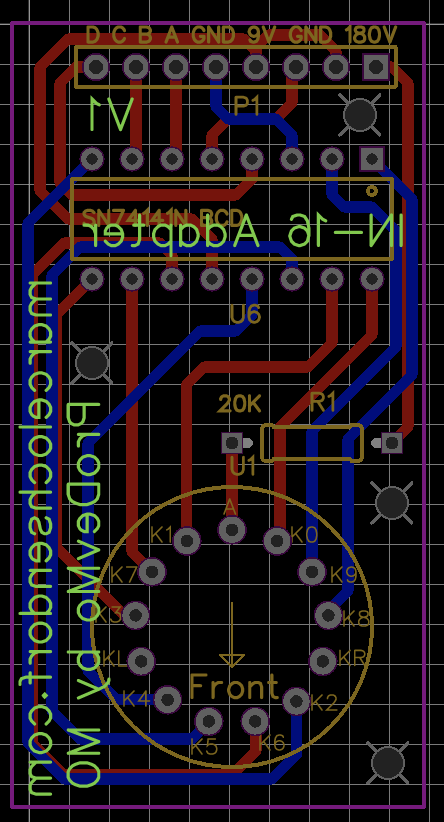 D C B A GND 9V GND 180V
P1
V1
SN74141N BCD
IN-16 Adapter
U6
marcelochsendorf.com
ProDevMo by INO
20K
R1
U1
A
K1
K0
K7
K9
K3
K8
KL
KR
Front
K4
K2
K5
K6